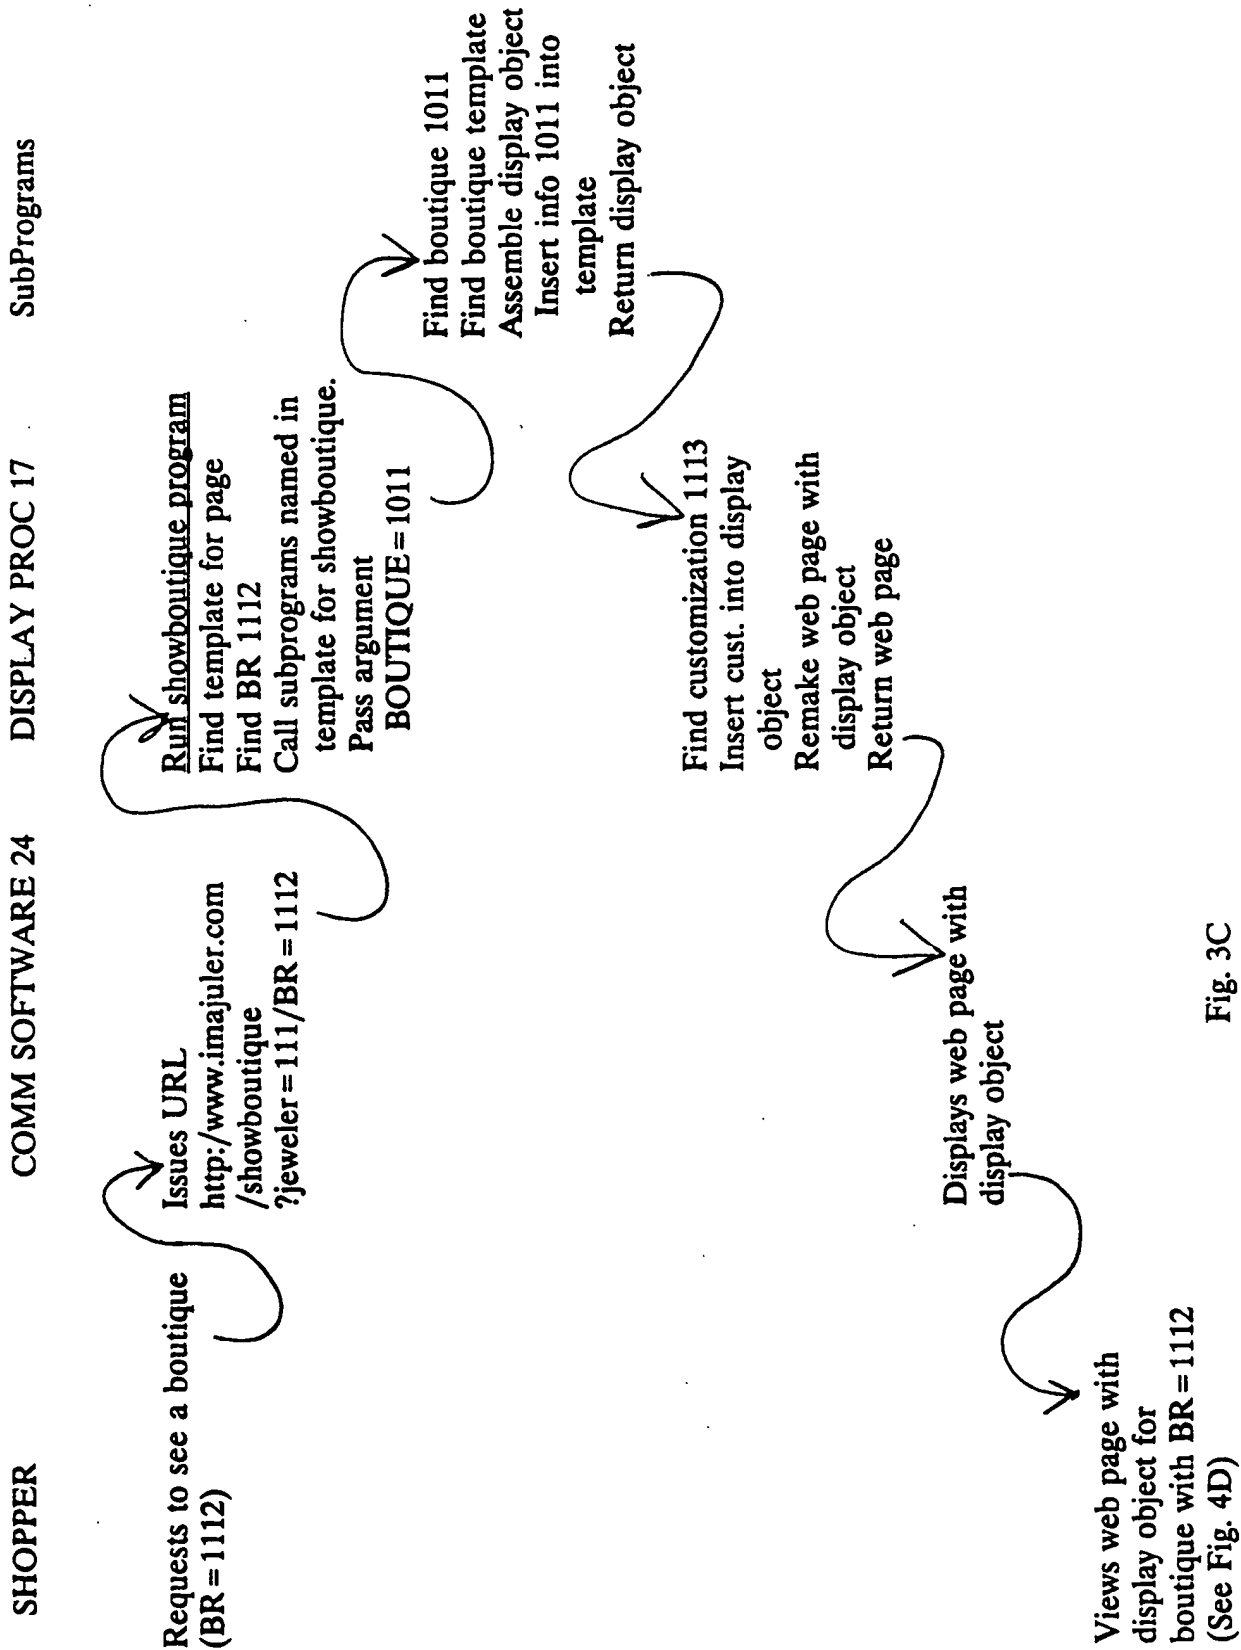 SHOPPER
COMM SOFTWARE 24
DISPLAY PROC 17
SubPrograms
Requests to see a boutique
(BR=1112)
Issues URL
http:/www.imajuler.com
/showboutique
?jeweler=111/BR=1112
Run showboutique program
Find template for page
Find BR 1112
Call subprograms named in
template for showboutique.
Pass argument
BOUTIQUE=1011
Find boutique 1011
Find boutique template
Assemble display object
Insert info 1011 into
template
Return display object
Find customization 1113
Insert cust. into display
object
Remake web page with
display object
Return web page
Displays web page with
display object
Views web page with
display object for
boutique with BR=1112
(See Fig. 4D)
Fig. 3C